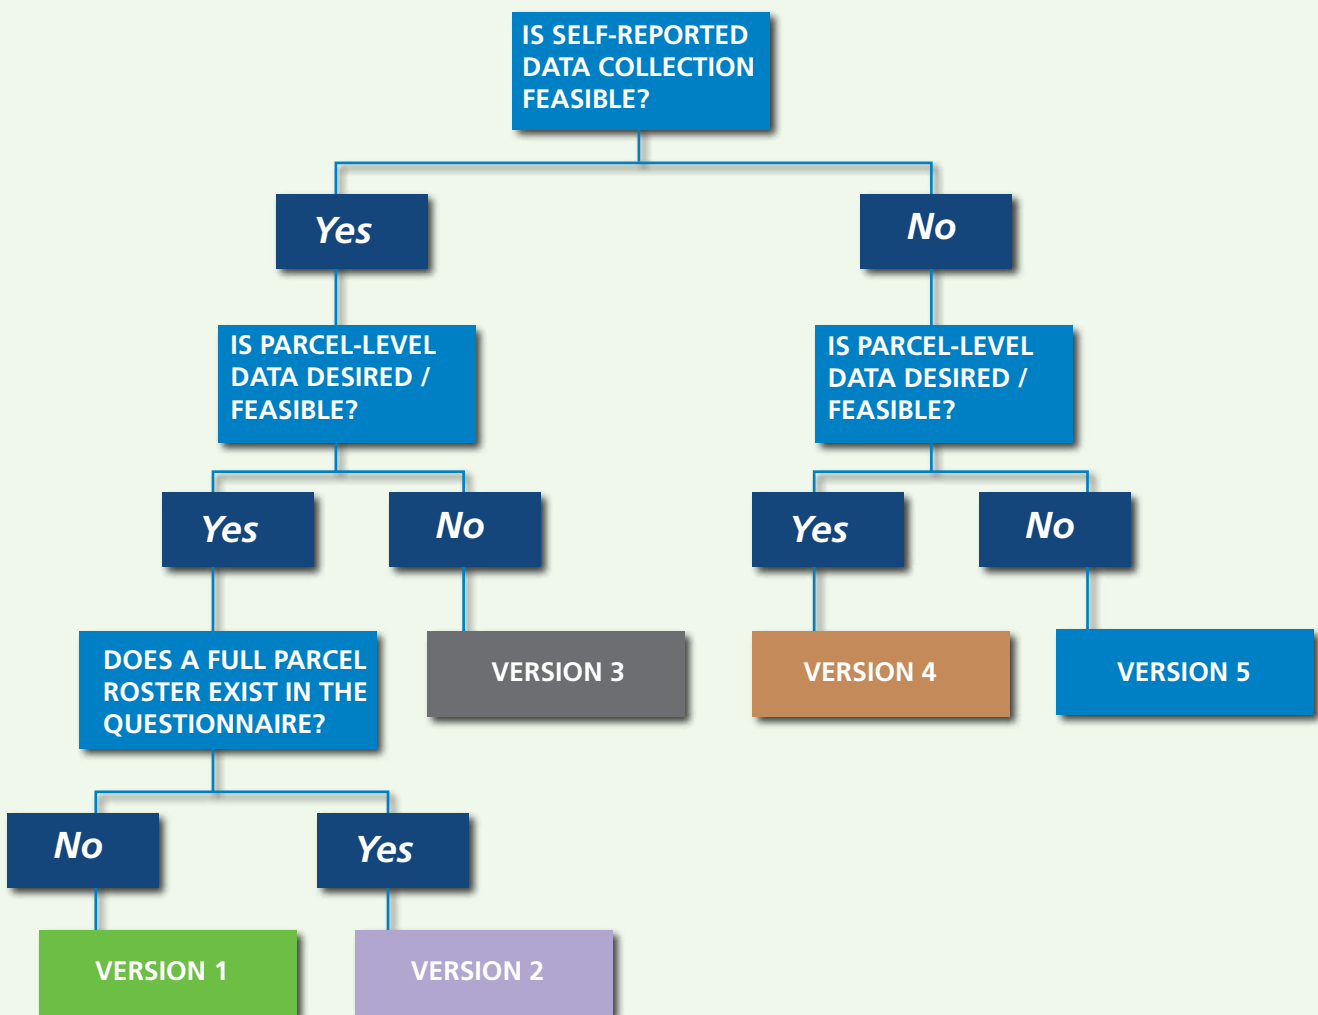 IS SELF-REPORTED
DATA COLLECTION
FEASIBLE?
Yes
No
IS PARCEL-LEVEL
DATA DESIRED /
FEASIBLE?
IS PARCEL-LEVEL
DATA DESIRED /
FEASIBLE?
Yes
No
Yes
No
DOES A FULL PARCEL
ROSTER EXIST IN THE
QUESTIONNAIRE?
VERSION 3
VERSION 4
VERSION 5
No
Yes
VERSION 1
VERSION 2